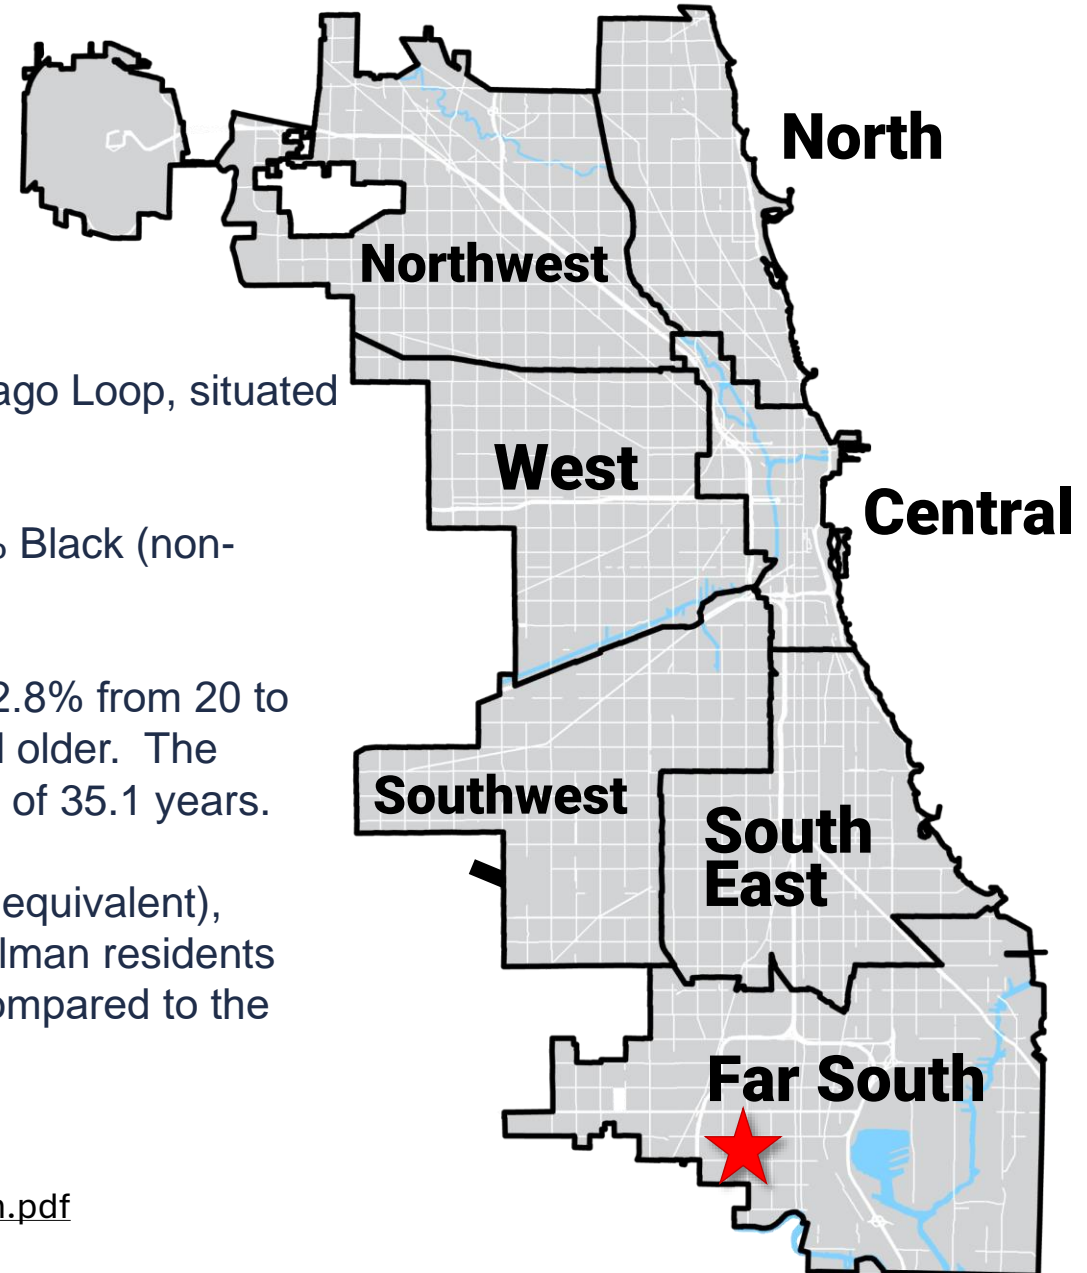 North
Northwest
ago Loop, situated
West
Central
% Black (non-
2.8% from 20 to
older. The
of 35.1 years.
Southwest
South
East
equivalent),
lman residents
ompared to the
Far South
n.pdf